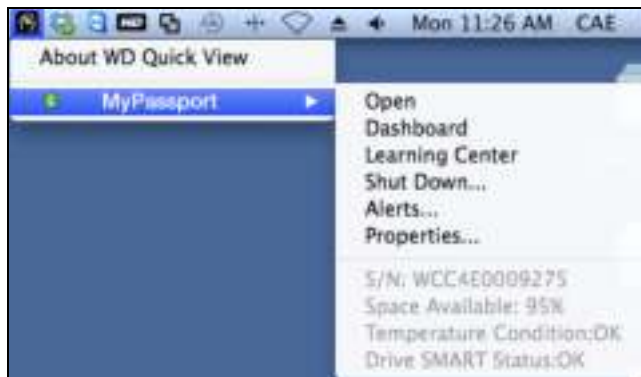 Mon 11:26 AM CAE
About WD Quick View
MyPassport
Open
Dashboard
Learning Center
Shut Down...
Alerts...
Properties...
S/N: WCC4E0009275
Space Available: 95%
Temperature Condition:OK
Drive SMART Status:OK